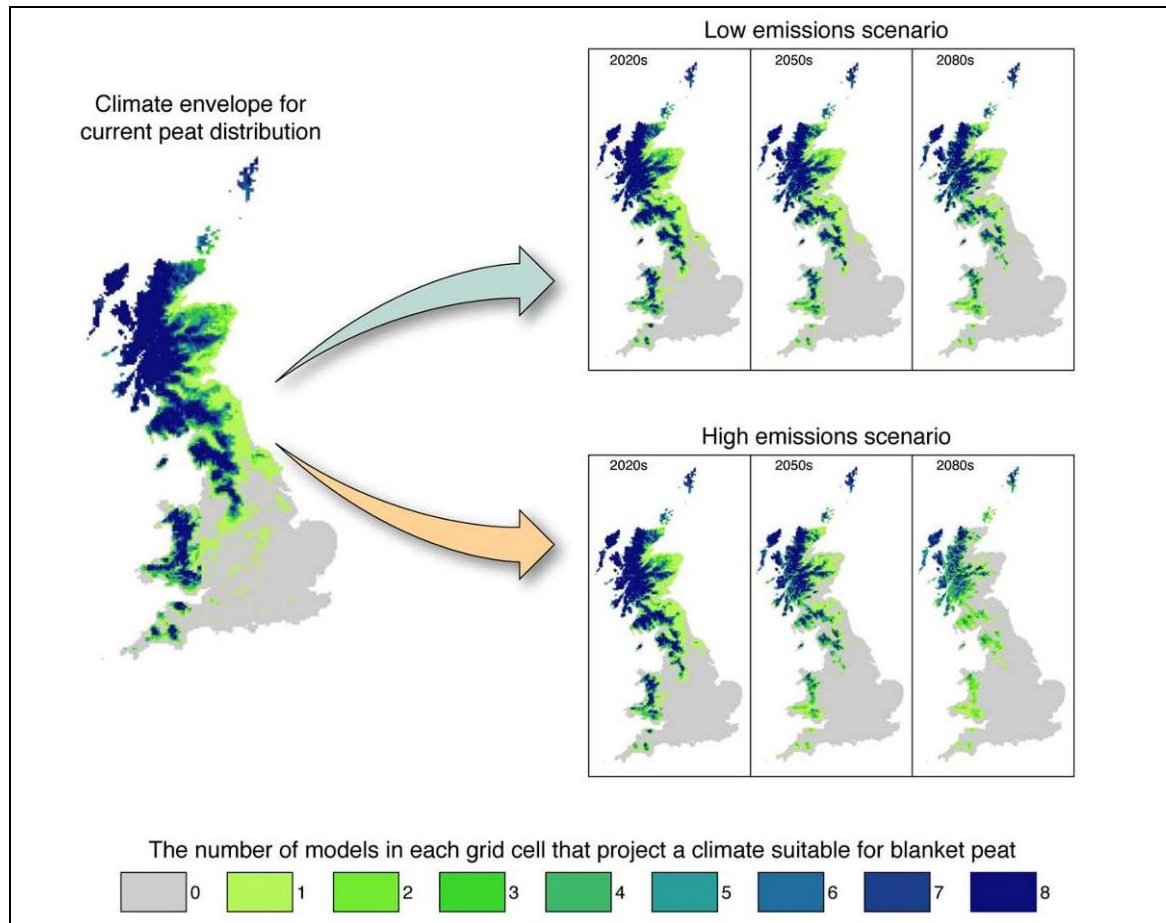 Low emissions scenario
2020s 2050s 2080s
Climate envelope for
current peat distribution
High emissions scenario
2020s 2050s 2080s
The number of models in each grid cell that project a climate suitable for blanket peat
0 1 2 3 4 5 6 7 8